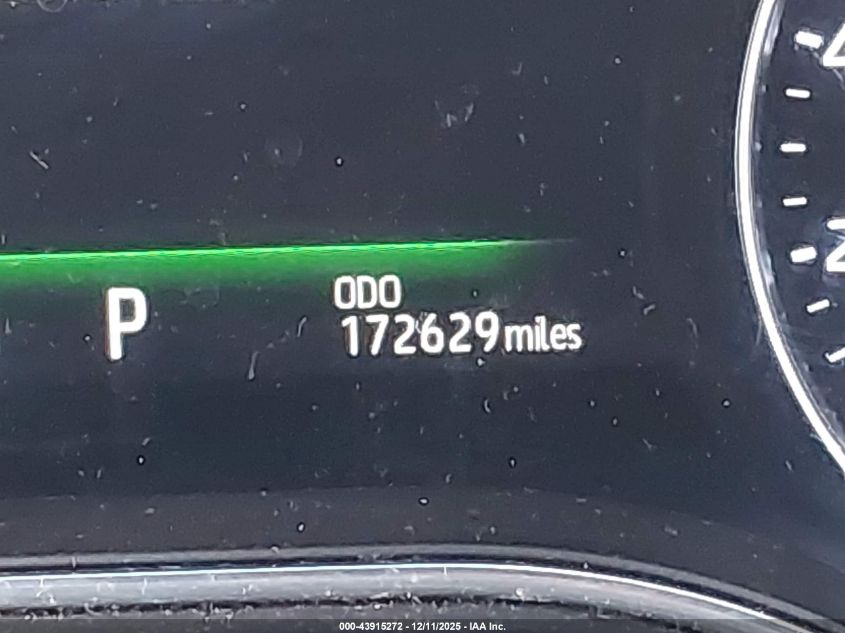 P
ODO
172629 miles
000-43915272 - 12/11/2025 - IAA Inc.